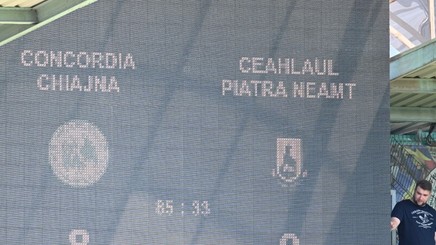 CONCORDIA
CHIAJNA
CEAHLAUL
PIATRA NEAMT
85:33